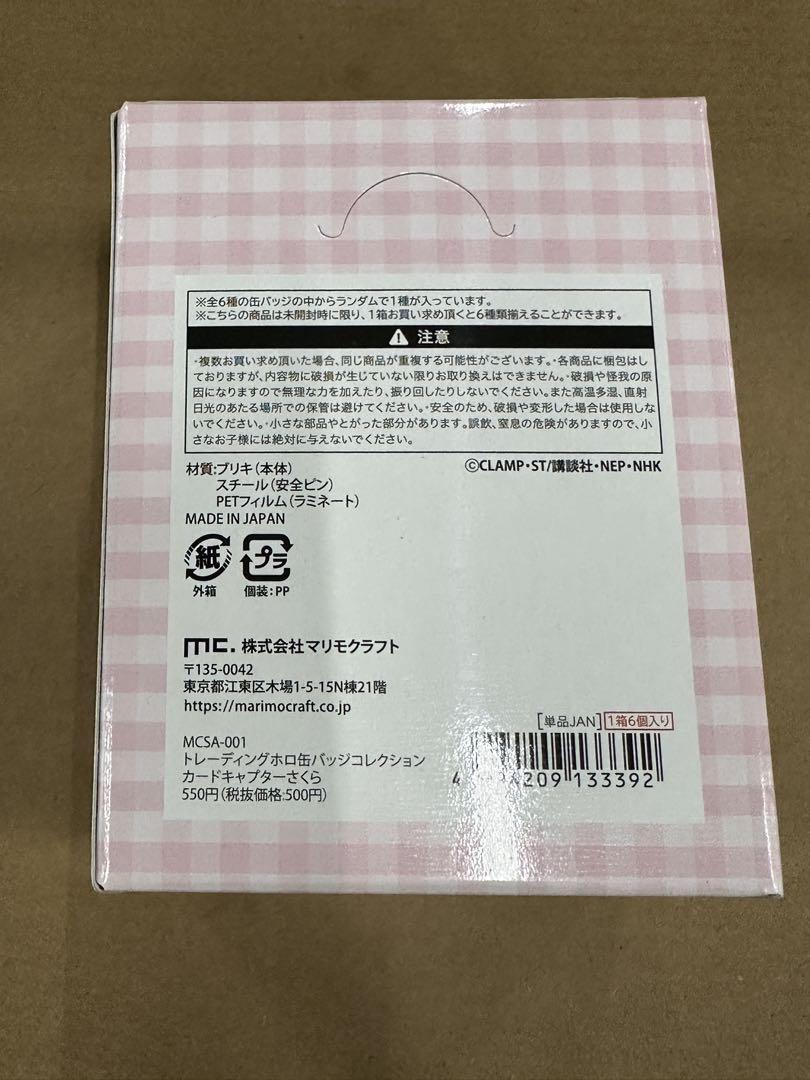 ※全6種の缶バッジの中からランダムで1種が入っています。
※こちらの商品は未開封時に限り、1箱お買い求め頂くと6種類揃えることができます。
注意
・複数お買い求め頂いた場合、同じ商品が重複する可能性がございます。・各商品に梱包はし
ておりますが、内容物に破損が生じていない限りお取り換えはできません。・破損や怪我の原
因になりますので無理な力を加えたり、振り回したりしないでください。また高温多湿、直射
日光のあたる場所での保管は避けてください。・安全のため、破損や変形した場合は使用しな
いでください。・小さな部品やとがった部分があります。誤飲、窒息の危険がありますので、小
さなお子様には絶対に与えないでください。
材質:ブリキ(本体)
スチール(安全ピン)
PETフィルム(ラミネート)
MADE IN JAPAN
©CLAMP・ST/講談社・NEP・NHK
紙 プラ
外箱 個装:PP
mc. 株式会社マリモクラフト
〒135-0042
東京都江東区木場1-5-15N棟21階
https://marimocraft.co.jp
[単品JAN] 1箱6個入り
MCSA-001
トレーディングホロ缶バッジコレクション
カードキャプターさくら
550円(税抜価格:500円)
209 133392